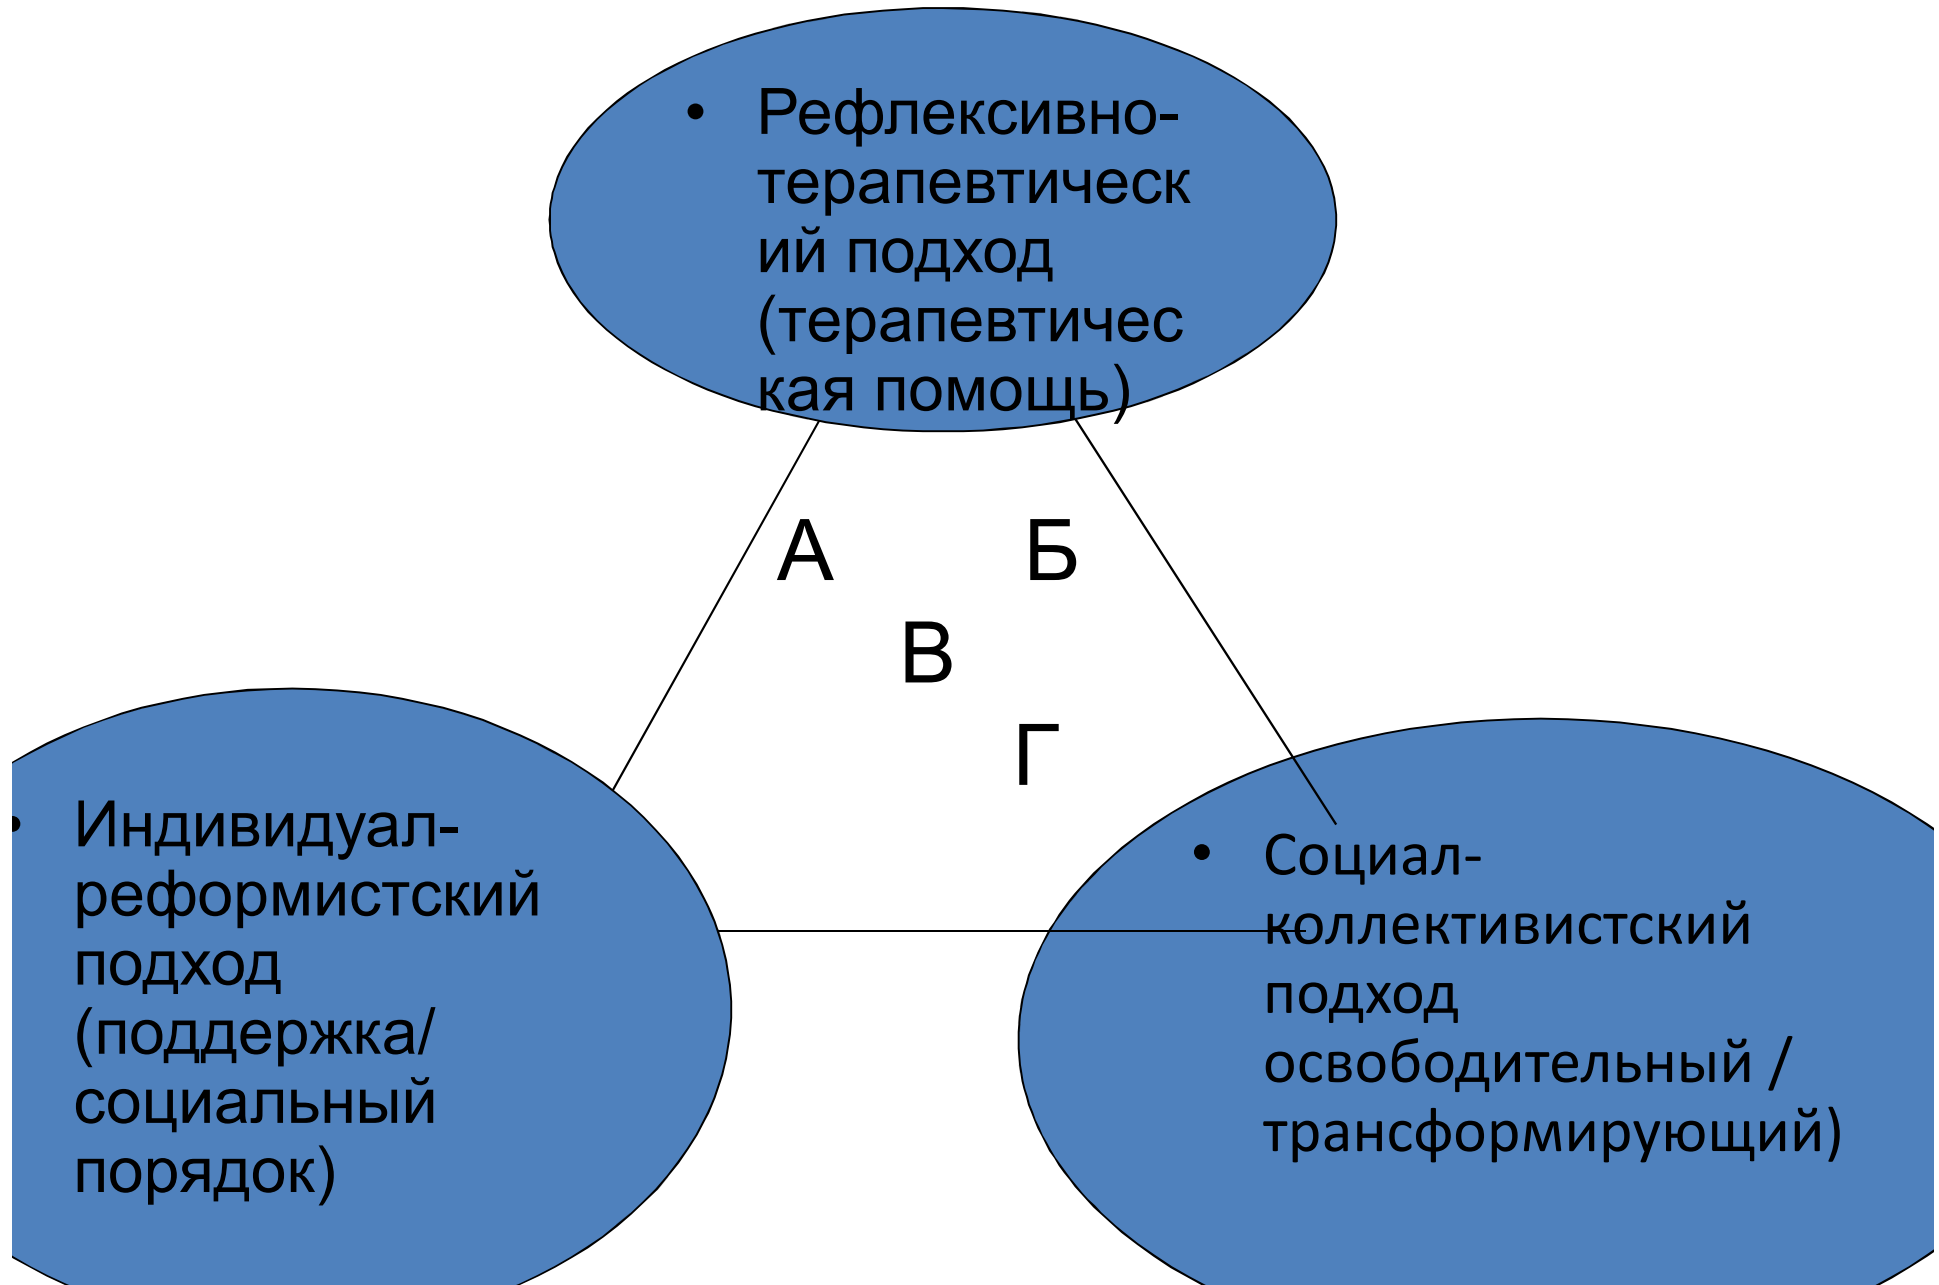 • Рефлексивно-
терапевтическ
ий подход
(терапевтичес
кая помощь)
А Б
В
Г
• Индивидуал-
реформистский
подход
(поддержка/
социальный
порядок)
• Социал-
коллективистский
подход
освободительный /
трансформирующий)